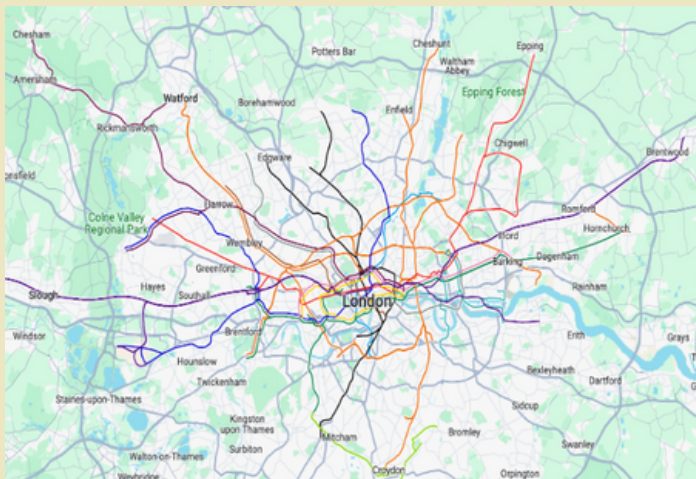 Chesham
Cheshunt
Epping
Potters Bar
Waltham
Abbey
Amersham
Epping Forest
Watford
Borehamwood
Enfield
Rickmansworth
Chigwell
Brentwood
Edgware
onsfield
Harrow
Romford
Colne Valley
Regional Park
Hornchurch
Wembley
Ilford
Dagenham
Greenford
Barking
Hayes
Southall
Rainham
Slough
London
Windsor
Brentford
Erith
Grays
Hounslow
Bexleyheath
Twickenham
Dartford
Staines-upon-Thames
Sidcup
Kingston
upon Thames
Mitcham
Bromley
Swanley
Surbiton
Walton-on-Thames
Croydon
Orpington
Weybridge